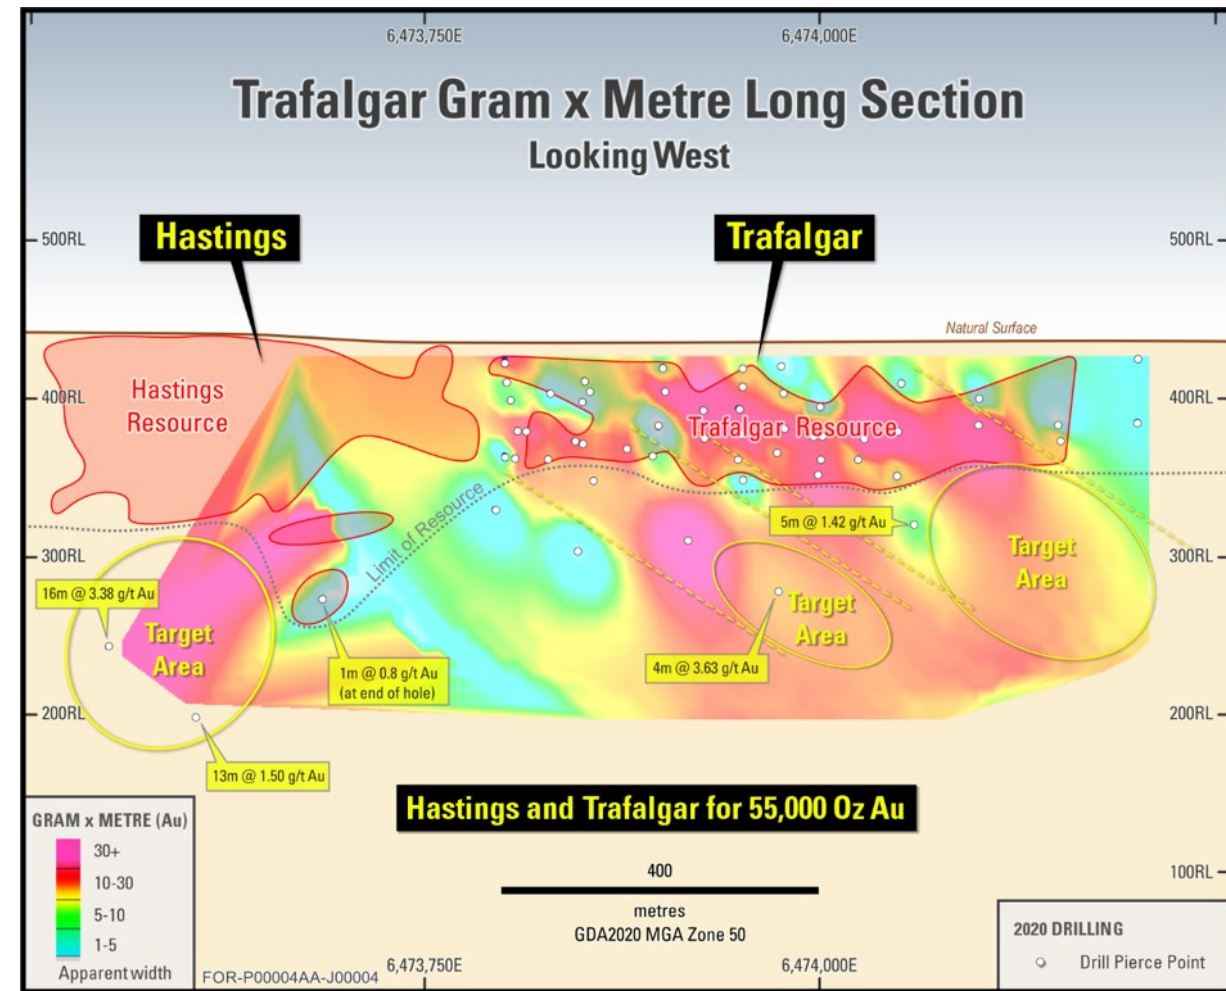 6,473,750E
6,474,000E
Trafalgar Gram x Metre Long Section
Looking West
Hastings
Trafalgar
500RL
500RL
Natural Surface
400RL
400RL
Hastings
Resource
Trafalgar Resource
Limit of Resource
5m @ 1.42 g/t Au
300RL
300RL
Target
Area
16m @ 3.38 g/t Au
Target
Area
Target
Area
1m @ 0.8 g/t Au
(at end of hole)
4m @ 3.63 g/t Au
200RL
200RL
13m @ 1.50 g/t Au
Hastings and Trafalgar for 55,000 Oz Au
GRAM x METRE (Au)
30+
10-30
5-10
1-5
Apparent width
400
metres
GDA2020 MGA Zone 50
100RL
2020 DRILLING
Drill Pierce Point
FOR-P00004AA-J00004
6,473,750E
6,474,000E